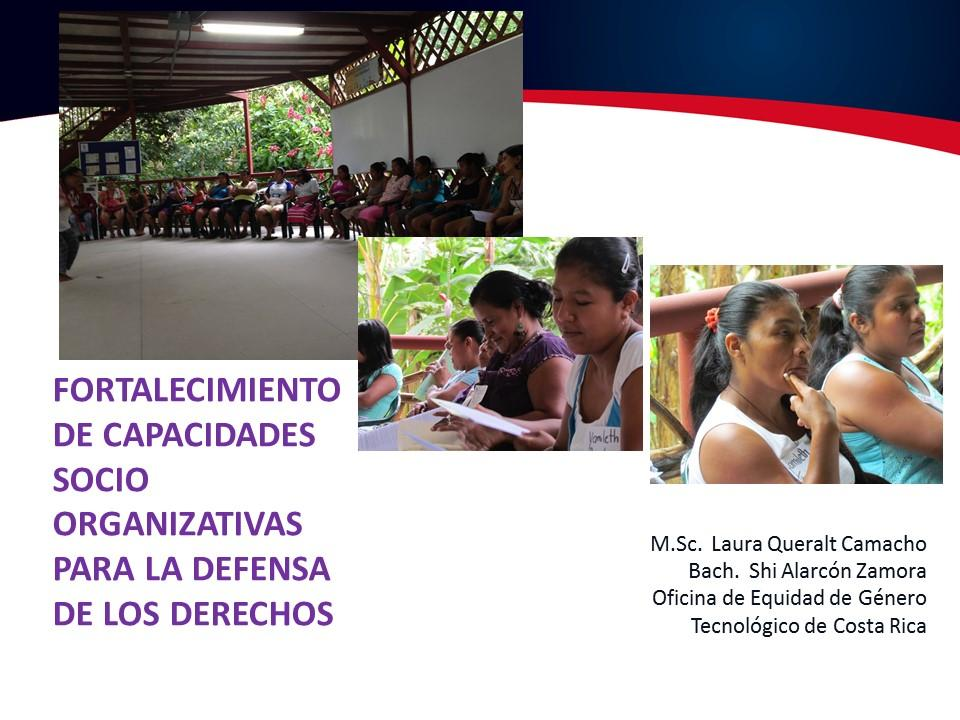 FORTALECIMIENTO
DE CAPACIDADES
SOCIO
ORGANIZATIVAS
PARA LA DEFENSA
DE LOS DERECHOS
Yamileth
M.Sc. Laura Queralt Camacho
Bach. Shi Alarcón Zamora
Oficina de Equidad de Género
Tecnológico de Costa Rica